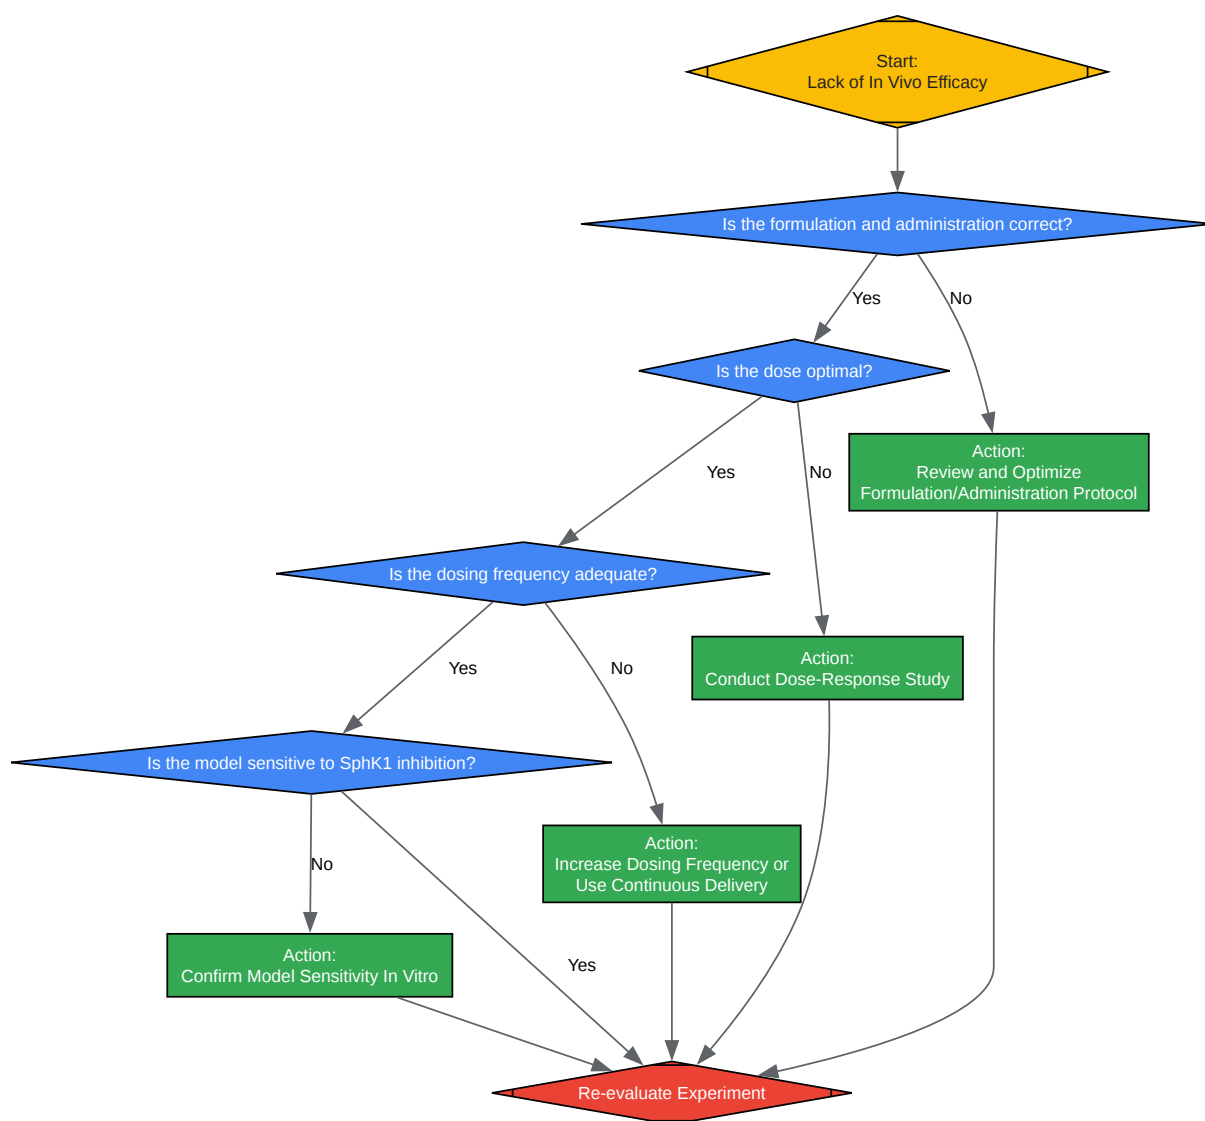 Start:
Lack of In Vivo Efficacy
Is the formulation and administration correct?
Yes
No
Is the dose optimal?
Action:
Review and Optimize
Formulation/Administration Protocol
Yes
No
Is the dosing frequency adequate?
Action:
Conduct Dose-Response Study
Yes
No
Is the model sensitive to SphK1 inhibition?
Action:
Increase Dosing Frequency or
Use Continuous Delivery
No
Yes
Action:
Confirm Model Sensitivity In Vitro
Re-evaluate Experiment